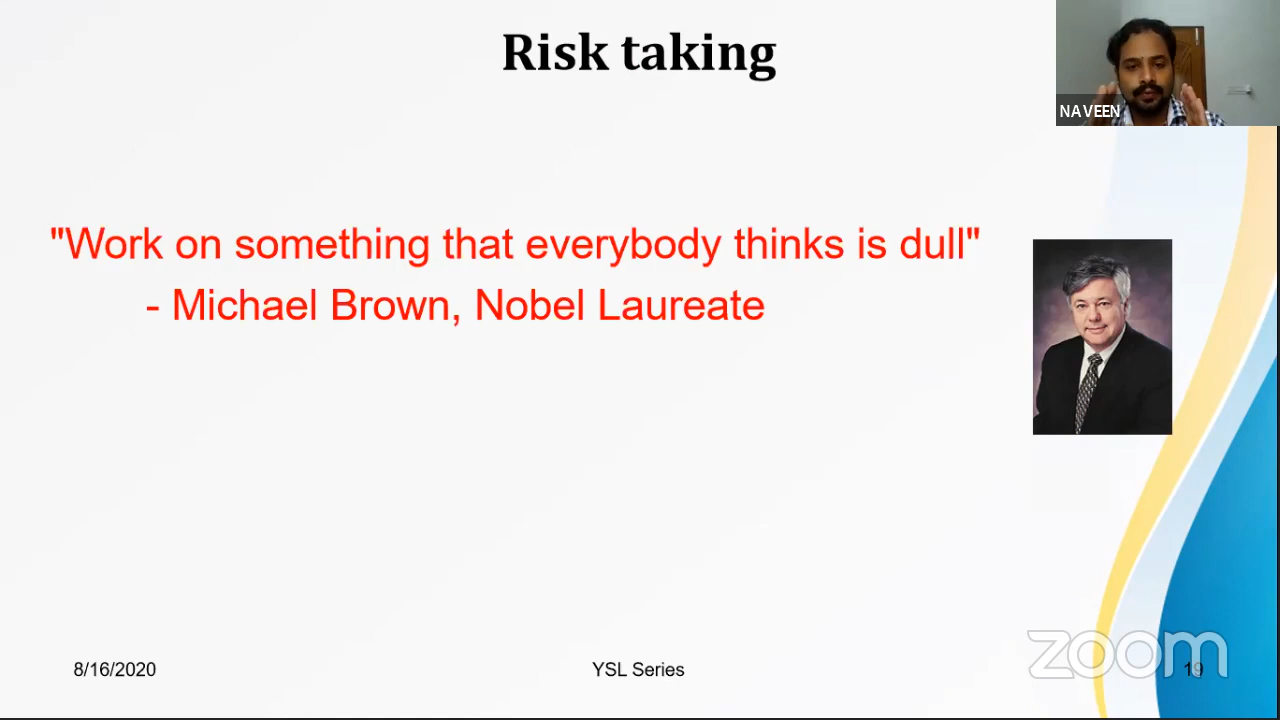 Risk taking
NAVEEN
"Work on something that everybody thinks is dull"
- Michael Brown, Nobel Laureate
8/16/2020
YSL Series
zoom
19